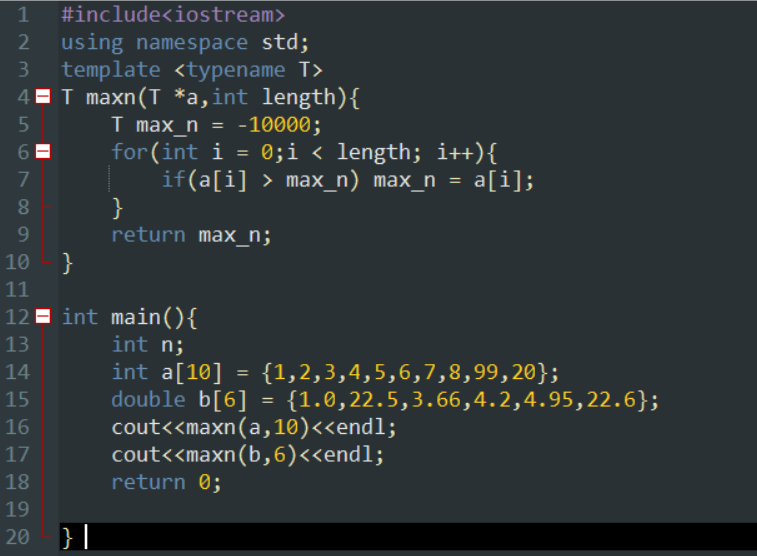 1 #include<iostream>
2 using namespace std;
3 template <typename T>
4 T maxn(T *a,int length){
5     T max_n = -10000;
6     for(int i = 0;i < length; i++){
7         if(a[i] > max_n) max_n = a[i];
8     }
9     return max_n;
10 }
11
12 int main(){
13     int n;
14     int a[10] = {1,2,3,4,5,6,7,8,99,20};
15     double b[6] = {1.0,22.5,3.66,4.2,4.95,22.6};
16     cout<<maxn(a,10)<<endl;
17     cout<<maxn(b,6)<<endl;
18     return 0;
19
20 }